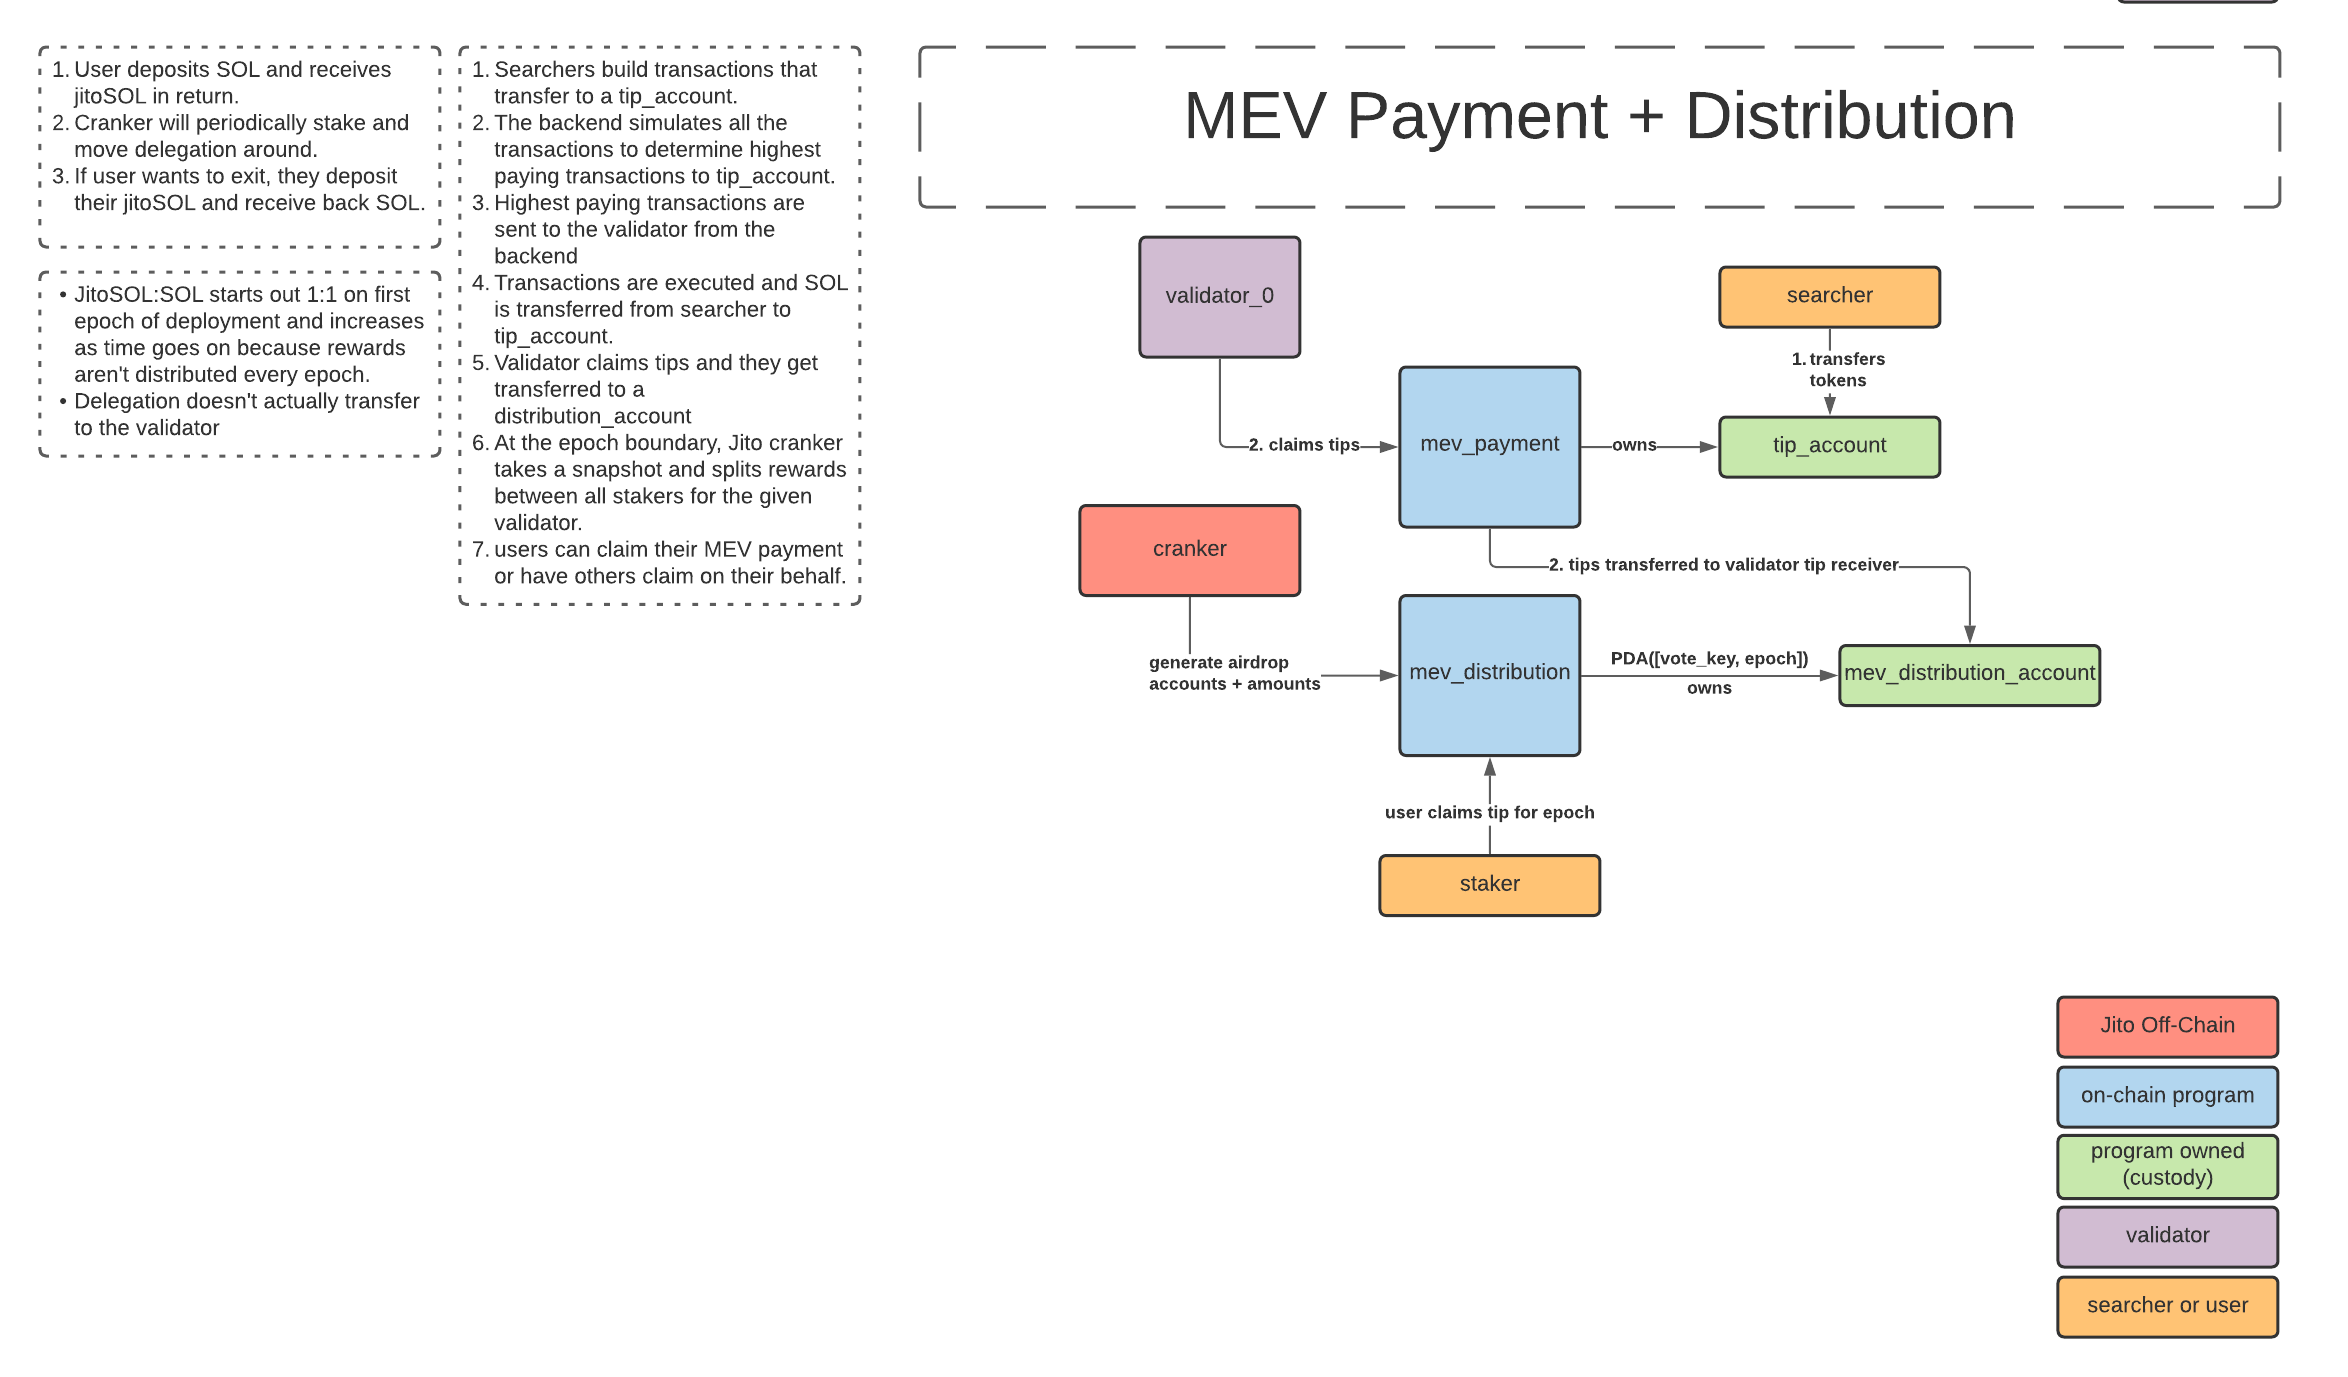 1. User deposits SOL and receives
jitoSOL in return.
2. Cranker will periodically stake and
move delegation around.
3. If user wants to exit, they deposit
their jitoSOL and receive back SOL.
• JitoSOL:SOL starts out 1:1 on first
epoch of deployment and increases
as time goes on because rewards
aren't distributed every epoch.
• Delegation doesn't actually transfer
to the validator
1. Searchers build transactions that
transfer to a tip_account.
2. The backend simulates all the
transactions to determine highest
paying transactions to tip_account.
3. Highest paying transactions are
sent to the validator from the
backend
4. Transactions are executed and SOL
is transferred from searcher to
tip_account.
5. Validator claims tips and they get
transferred to a
distribution_account
6. At the epoch boundary, Jito cranker
takes a snapshot and splits rewards
between all stakers for the given
validator.
7. users can claim their MEV payment
or have others claim on their behalf.
MEV Payment + Distribution
validator_0
searcher
1. transfers
tokens
2. claims tips
mev_payment
owns
tip_account
cranker
2. tips transferred to validator tip receiver
generate airdrop
accounts + amounts
mev_distribution
PDA([vote_key, epoch])
owns
mev_distribution_account
user claims tip for epoch
staker
Jito Off-Chain
on-chain program
program owned
(custody)
validator
searcher or user